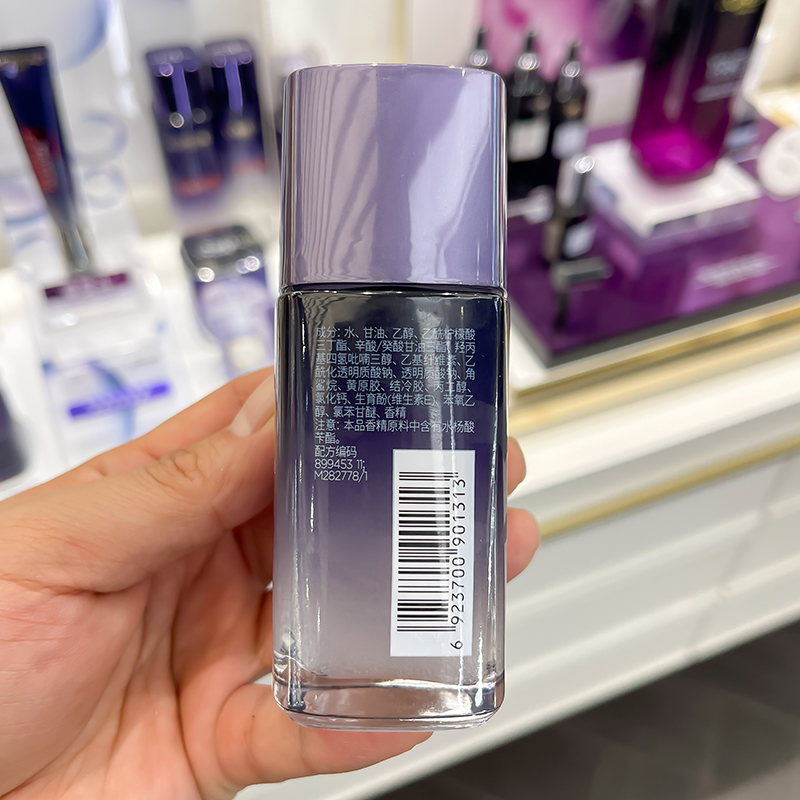 成分: 水、甘油、乙醇、乙酰柠檬酸
三丁酯、辛酸/癸酸甘油三酯、羟丙
基四氢吡喃三醇、乙基纤维素、乙
酰化透明质酸钠、透明质酸钠、角
鲨烷、黄原胶、结冷胶、丙二醇、
氯化钙、生育酚(维生素E)、苯氧乙
醇、氯苯甘醚、香精
注意: 本品香精原料中含有水杨酸
苄酯。
配方编码
899453 11;
M282778/1
6 923700 901313